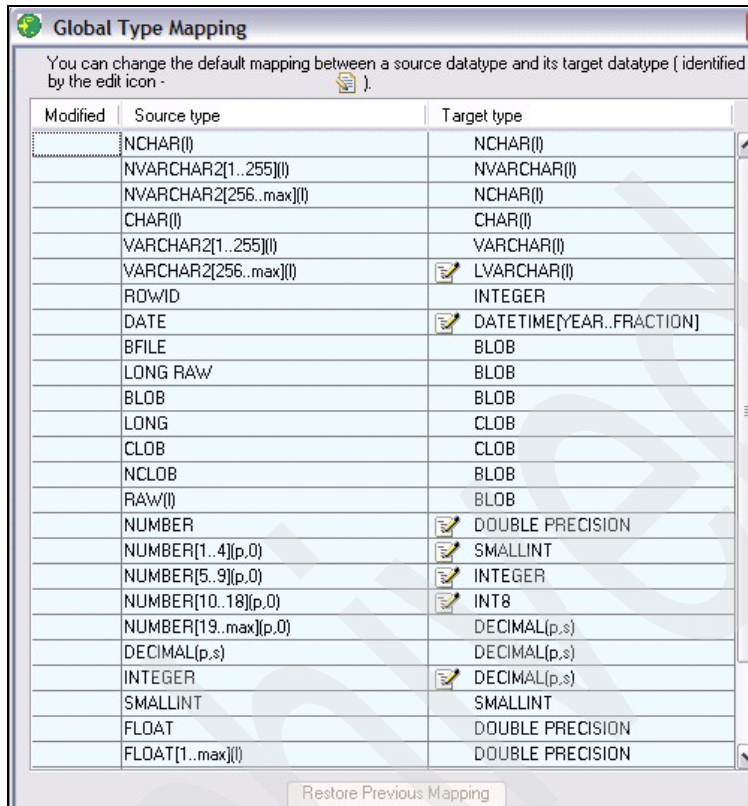 Global Type Mapping
You can change the default mapping between a source datatype and its target datatype ( identified
by the edit icon - ).
Modified Source type Target type
NCHAR(l) NCHAR(l)
NVARCHAR2[1..255](l) NVARCHAR(l)
NVARCHAR2[256..max](l) NCHAR(l)
CHAR(l) CHAR(l)
VARCHAR2[1..255](l) VARCHAR(l)
VARCHAR2[256..max](l) LVARCHAR(l)
ROWID INTEGER
DATE DATETIME[YEAR..FRACTION]
BFILE BLOB
LONG RAW BLOB
BLOB BLOB
LONG CLOB
CLOB CLOB
NCLOB BLOB
RAW(l) BLOB
NUMBER DOUBLE PRECISION
NUMBER[1..4](p,0) SMALLINT
NUMBER[5..9](p,0) INTEGER
NUMBER[10..18](p,0) INT8
NUMBER[19..max](p,0) DECIMAL(p,s)
DECIMAL(p,s) DECIMAL(p,s)
INTEGER DECIMAL(p,s)
SMALLINT SMALLINT
FLOAT DOUBLE PRECISION
FLOAT[1..max](l) DOUBLE PRECISION
Restore Previous Mapping